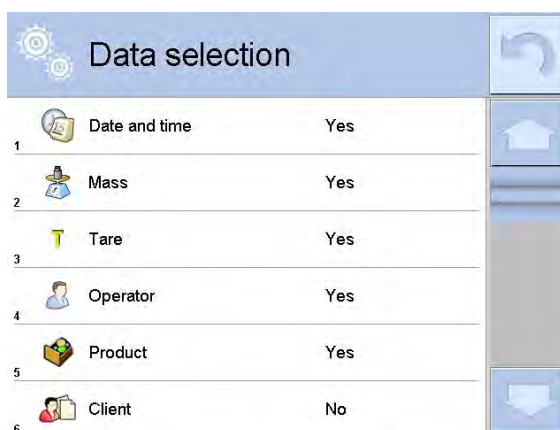 Data selection
1 Date and time Yes
2 Mass Yes
3 T Tare Yes
4 Operator Yes
5 Product Yes
6 Client No